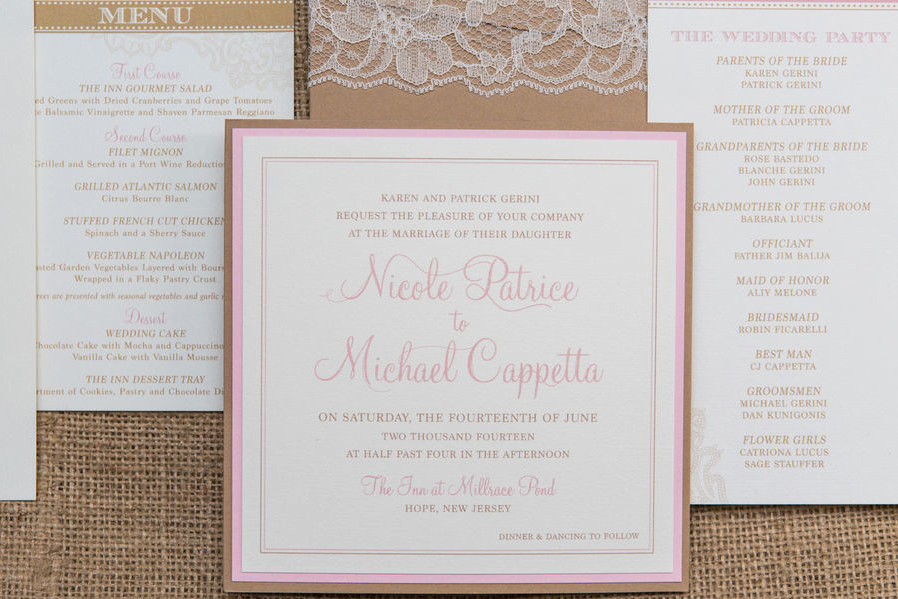 MENU
First Course
THE INN GOURMET SALAD
Greens with Dried Cranberries and Grape Tomatoes
Balsamic Vinaigrette and Shaven Parmesan Reggiano
Second Course
FILET MIGNON
Grilled and Served in a Port Wine
GRILLED ATLANTIC SALMON
Citrus Beurre Blanc
STUFFED FRENCH CUT CHICKEN
Spinach and a Sherry Sauce
VEGETABLE NAPOLEON
Garden Vegetables Layered with
Wrapped in a Flaky Pastry Crust
are presented with seasonal vegetables and
Dessert
WEDDING CAKE
Chocolate Cake with Mocha and
Vanilla Cake with Vanilla Mousse
THE INN DESSERT TRAY
of Cookies, Pastry and Chocolate
KAREN AND PATRICK GERINI
REQUEST THE PLEASURE OF YOUR COMPANY
AT THE MARRIAGE OF THEIR DAUGHTER
Nicole Patrice
to
Michael Cappetta
ON SATURDAY, THE FOURTEENTH OF JUNE
TWO THOUSAND FOURTEEN
AT HALF PAST FOUR IN THE AFTERNOON
The Inn at Millrace Pond
HOPE, NEW JERSEY
DINNER & DANCING TO FOLLOW
THE WEDDING PARTY
PARENTS OF THE BRIDE
KAREN GERINI
PATRICK GERINI
MOTHER OF THE GROOM
PATRICIA CAPPETTA
GRANDPARENTS OF THE BRIDE
ROSE BASTEDO
BLANCHE GERINI
JOHN GERINI
GRANDMOTHER OF THE GROOM
BARBARA LUCUS
OFFICIANT
FATHER JIM BALIJA
MAID OF HONOR
ALIY MELONE
BRIDESMAID
ROBIN FICARELLI
BEST MAN
CJ CAPPETTA
GROOMSMEN
MICHAEL GERINI
DAN KUNIGONIS
FLOWER GIRLS
CATRIONA LUCUS
SAGE STAUFFER